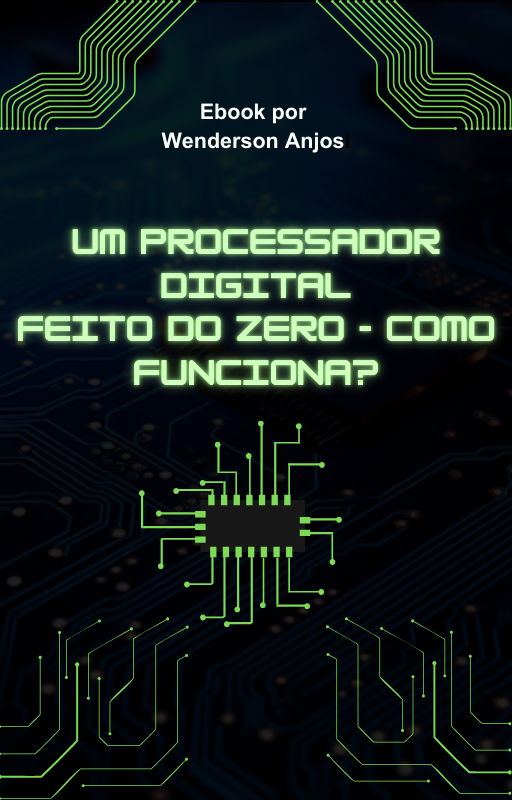 Ebook por
Wenderson Anjos
UM PROCESSADOR
DIGITAL
FEITO DO ZERO - COMO
FUNCIONA?